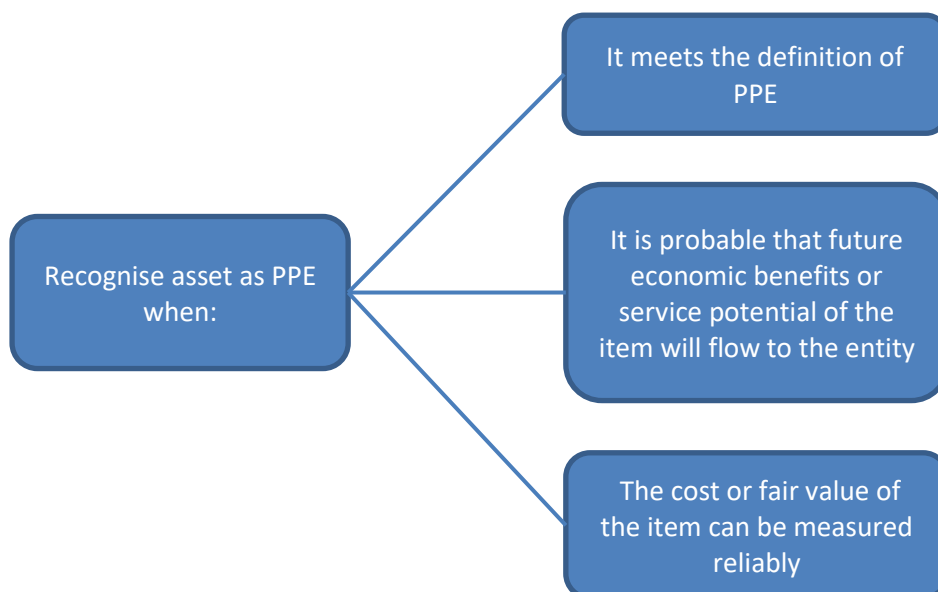 It meets the definition of
PPE
Recognise asset as PPE
when:
It is probable that future
economic benefits or
service potential of the
item will flow to the entity
The cost or fair value of
the item can be measured
reliably